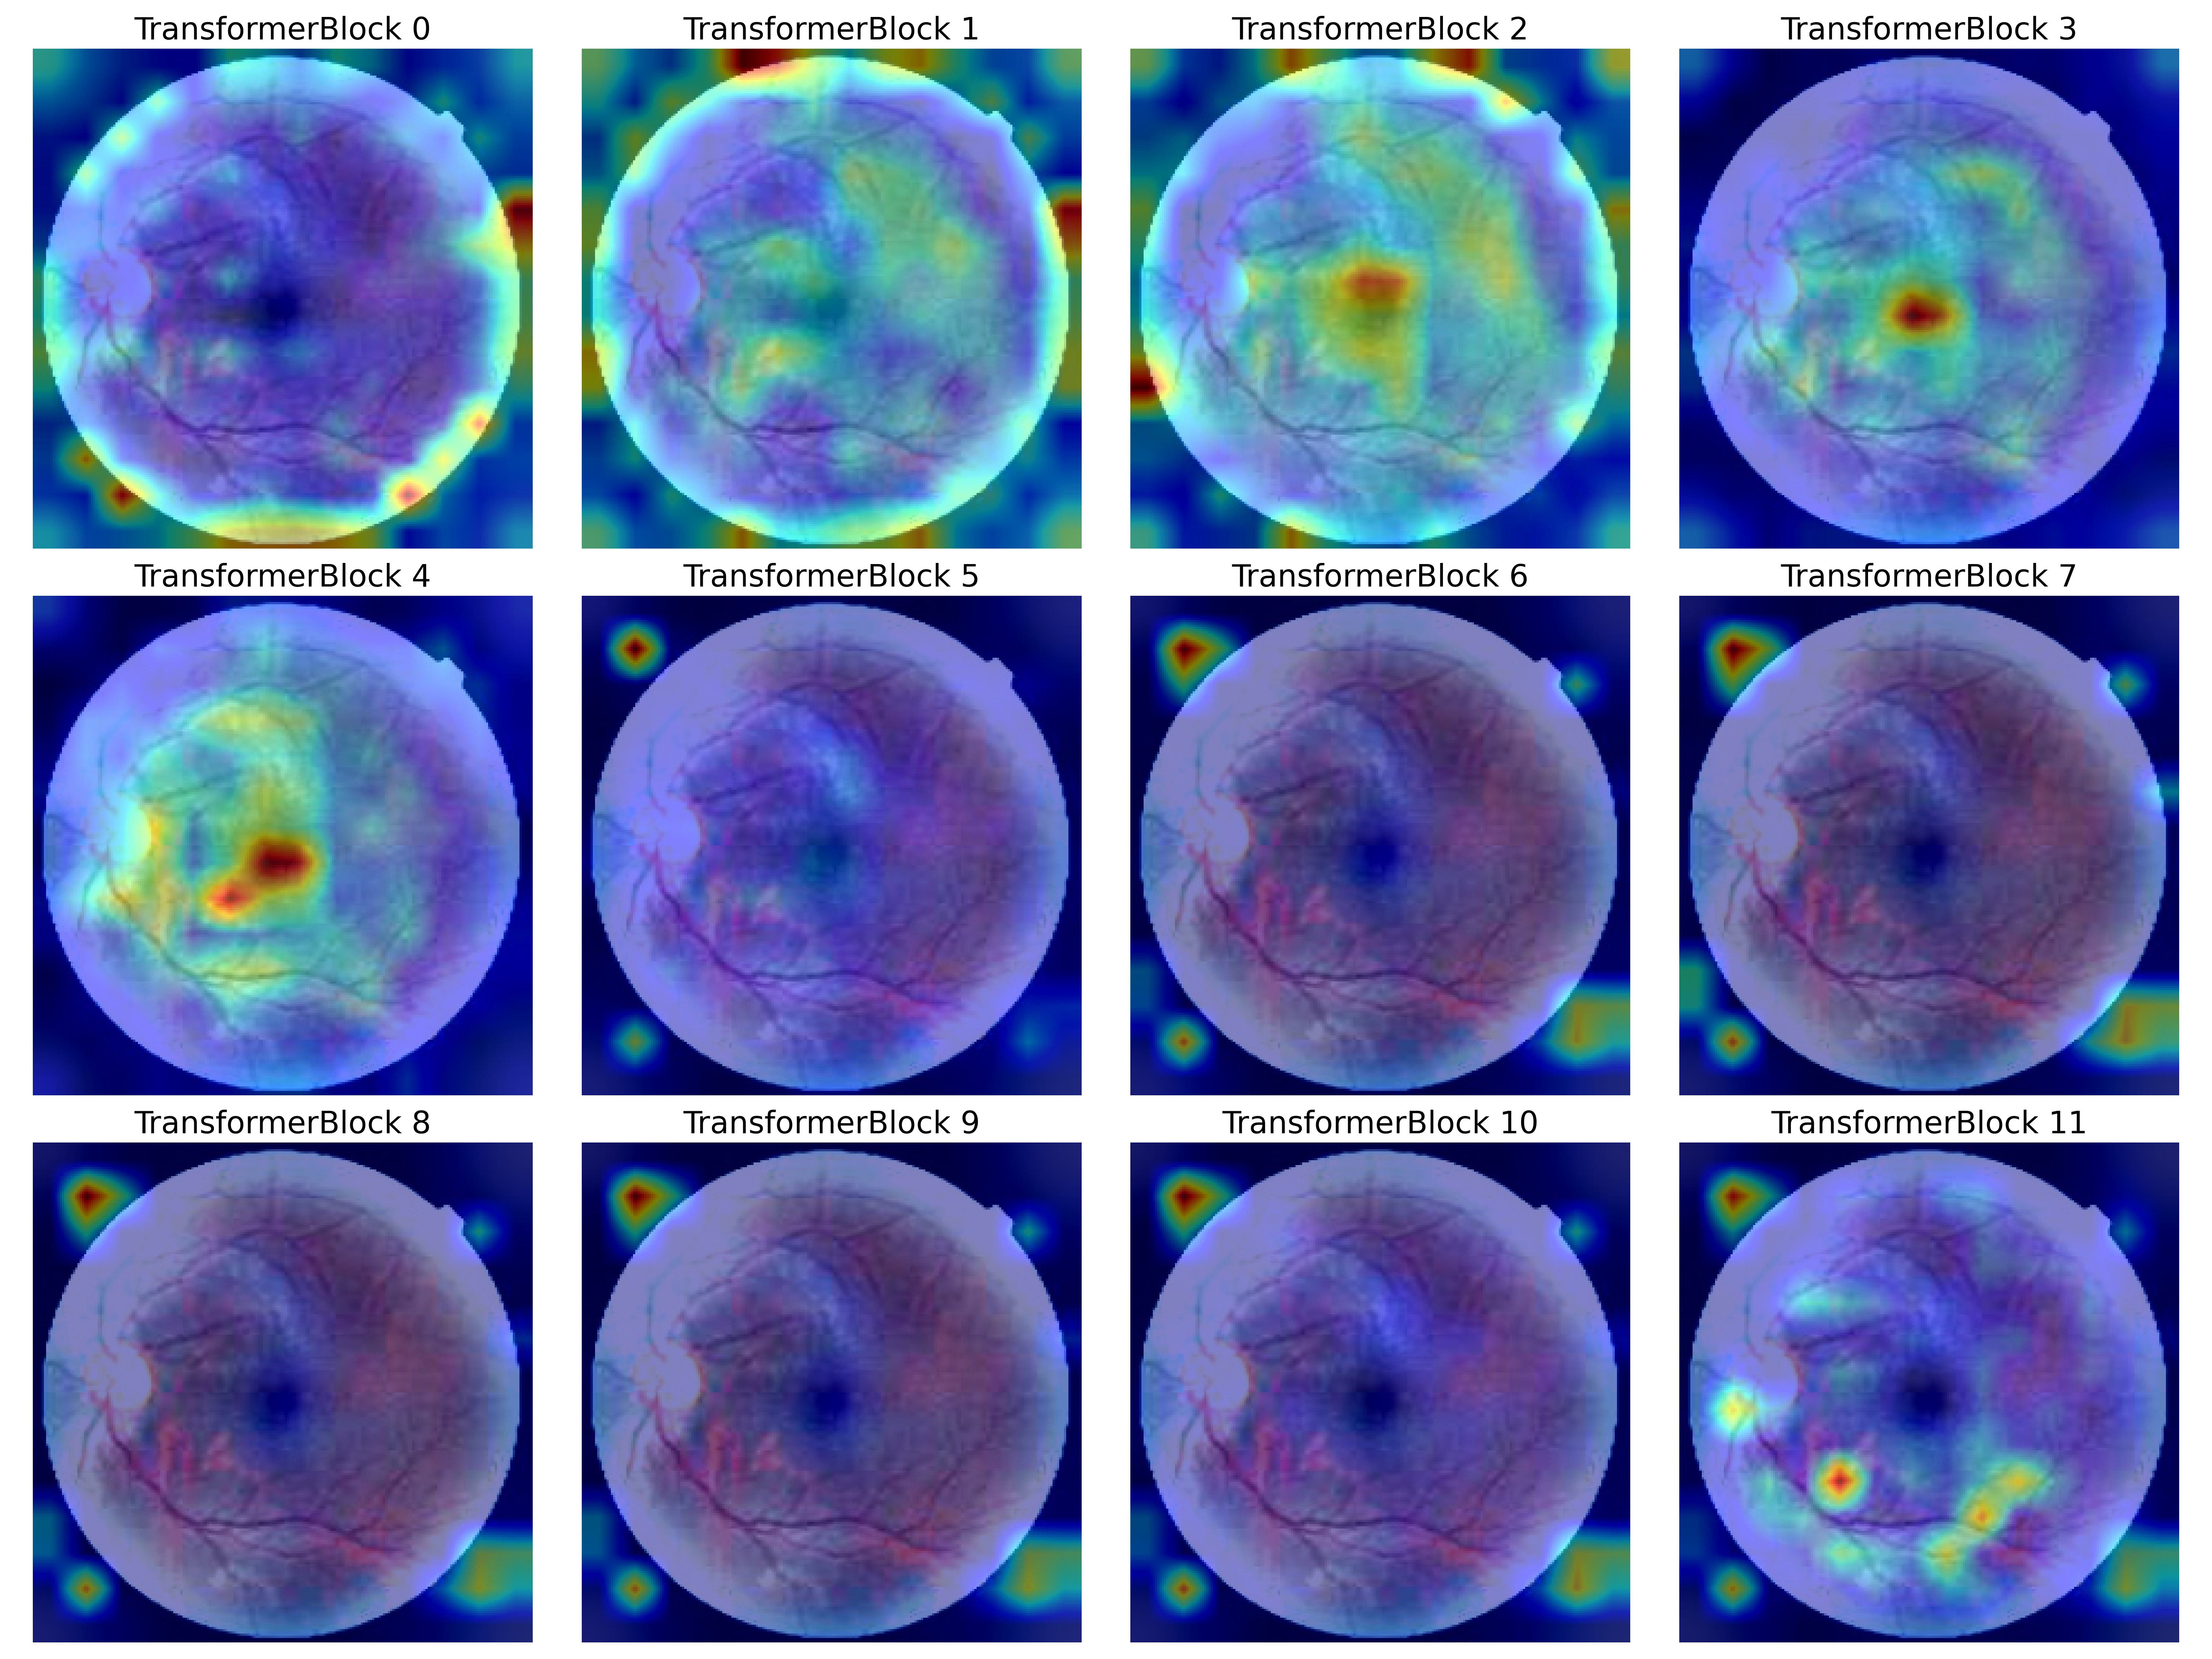 TransformerBlock 0
TransformerBlock 1
TransformerBlock 2
TransformerBlock 3
TransformerBlock 4
TransformerBlock 5
TransformerBlock 6
TransformerBlock 7
TransformerBlock 8
TransformerBlock 9
TransformerBlock 10
TransformerBlock 11